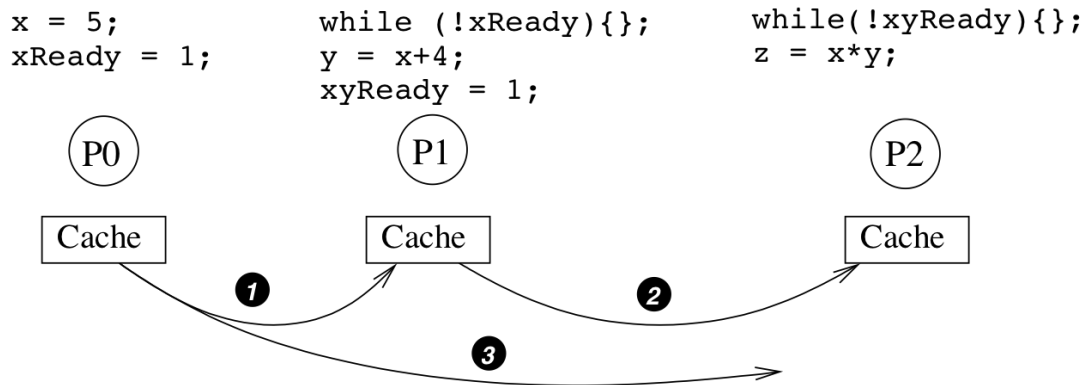 x = 5;
xReady = 1;
while (!xReady){};
y = x+4;
xyReady = 1;
while(!xyReady){};
z = x*y;
P0
P1
P2
Cache
Cache
Cache
1
2
3